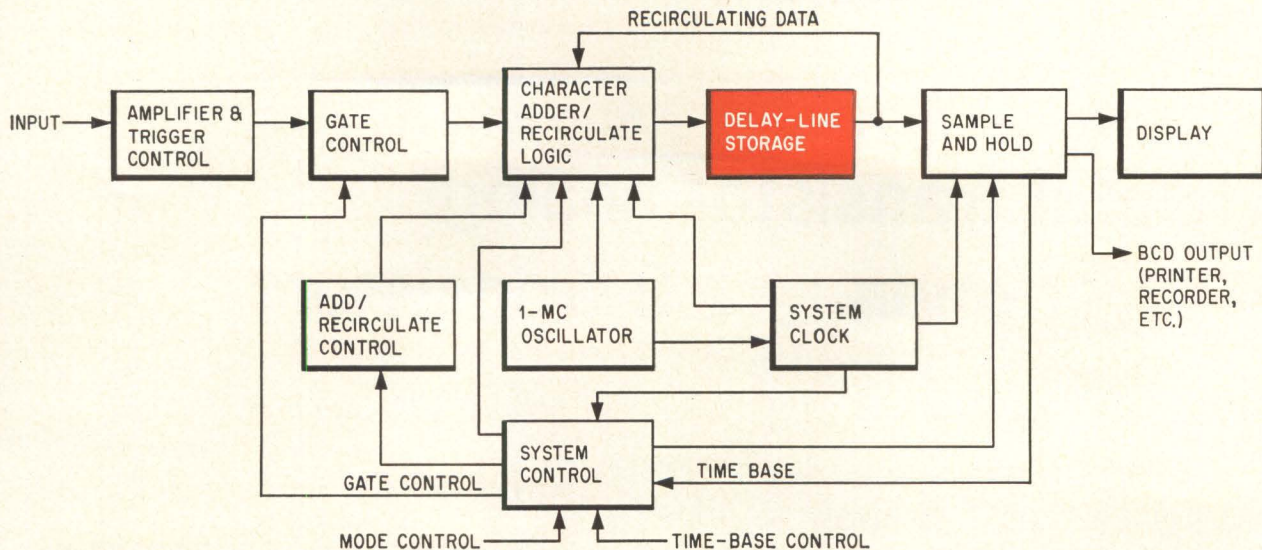 RECIRCULATING DATA
INPUT
AMPLIFIER &
TRIGGER
CONTROL
GATE
CONTROL
CHARACTER
ADDER/
RECIRCULATE
LOGIC
DELAY-LINE
STORAGE
SAMPLE
AND HOLD
DISPLAY
BCD OUTPUT
(PRINTER,
RECORDER,
ETC.)
ADD/
RECIRCULATE
CONTROL
1-MC
OSCILLATOR
SYSTEM
CLOCK
SYSTEM
CONTROL
GATE CONTROL
TIME BASE
MODE CONTROL
TIME-BASE CONTROL